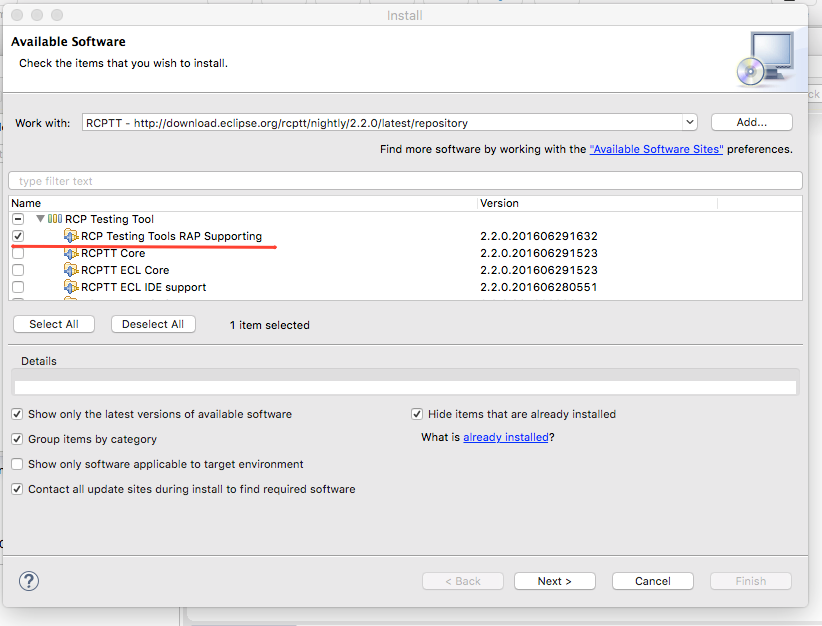 Install
Available Software
Check the items that you wish to install.
Work with: RCPTT - http://download.eclipse.org/rcptt/nightly/2.2.0/latest/repository Add...
Find more software by working with the "Available Software Sites" preferences.
type filter text
Name Version
RCP Testing Tool
RCP Testing Tools RAP Supporting 2.2.0.201606291632
RCPTT Core 2.2.0.201606291523
RCPTT ECL Core 2.2.0.201606291523
RCPTT ECL IDE support 2.2.0.201606280551
Select All Deselect All 1 item selected
Details
Show only the latest versions of available software Hide items that are already installed
Group items by category What is already installed?
Show only software applicable to target environment
Contact all update sites during install to find required software
? < Back Next > Cancel Finish